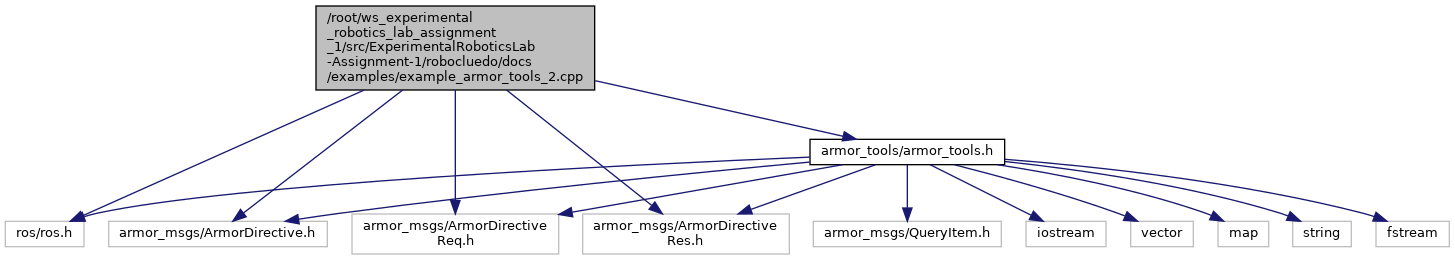 /root/ws_experimental
_robotics_lab_assignment
_1/src/ExperimentalRoboticsLab
-Assignment-1/robocluedo/docs
/examples/example_armor_tools_2.cpp
armor_tools/armor_tools.h
ros/ros.h
armor_msgs/ArmorDirective.h
armor_msgs/ArmorDirective
Req.h
armor_msgs/ArmorDirective
Res.h
armor_msgs/QueryItem.h
iostream
vector
map
string
fstream